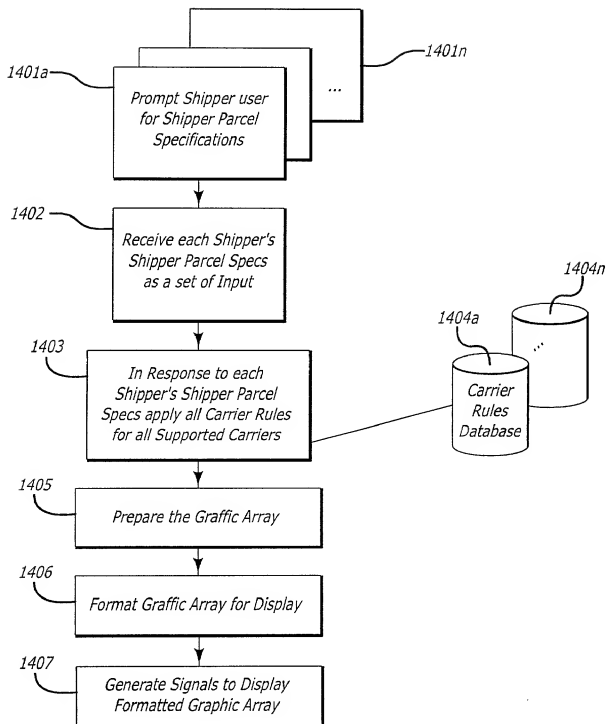 1401n
1401a
...
Prompt Shipper user
for Shipper Parcel
Specifications
1402
Receive each Shipper's
Shipper Parcel Specs
as a set of Input
1404n
1404a
...
1403
In Response to each
Shipper's Shipper Parcel
Specs apply all Carrier Rules
for all Supported Carriers
Carrier
Rules
Database
1405
Prepare the Graffic Array
1406
Format Graffic Array for Display
1407
Generate Signals to Display
Formatted Graphic Array